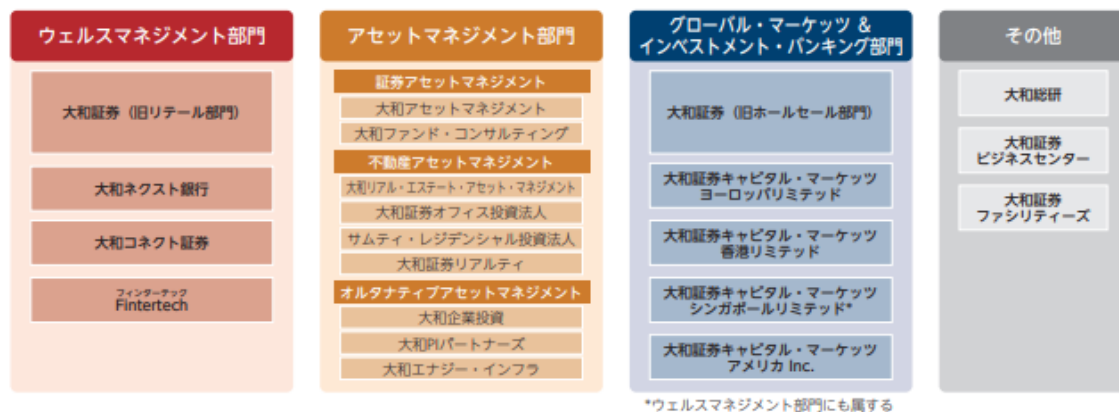 ウェルスマネジメント部門
大和証券（旧リテール部門）
大和ネクスト銀行
大和コネクト証券
フィンターテック
Fintertech
アセットマネジメント部門
証券アセットマネジメント
大和アセットマネジメント
大和ファンド・コンサルティング
不動産アセットマネジメント
大和リアル・エステート・アセット・マネジメント
大和証券オフィス投資法人
サムティ・レジデンシャル投資法人
大和証券リアルティ
オルタナティブアセットマネジメント
大和企業投資
大和PIパートナーズ
大和エナジー・インフラ
グローバル・マーケッツ &
インベストメント・バンキング部門
大和証券（旧ホールセール部門）
大和証券キャピタル・マーケッツ
ヨーロッパリミテッド
大和証券キャピタル・マーケッツ
香港リミテッド
大和証券キャピタル・マーケッツ
シンガポールリミテッド*
大和証券キャピタル・マーケッツ
アメリカ Inc.
*ウェルスマネジメント部門にも属する
その他
大和総研
大和証券
ビジネスセンター
大和証券
ファシリティーズ